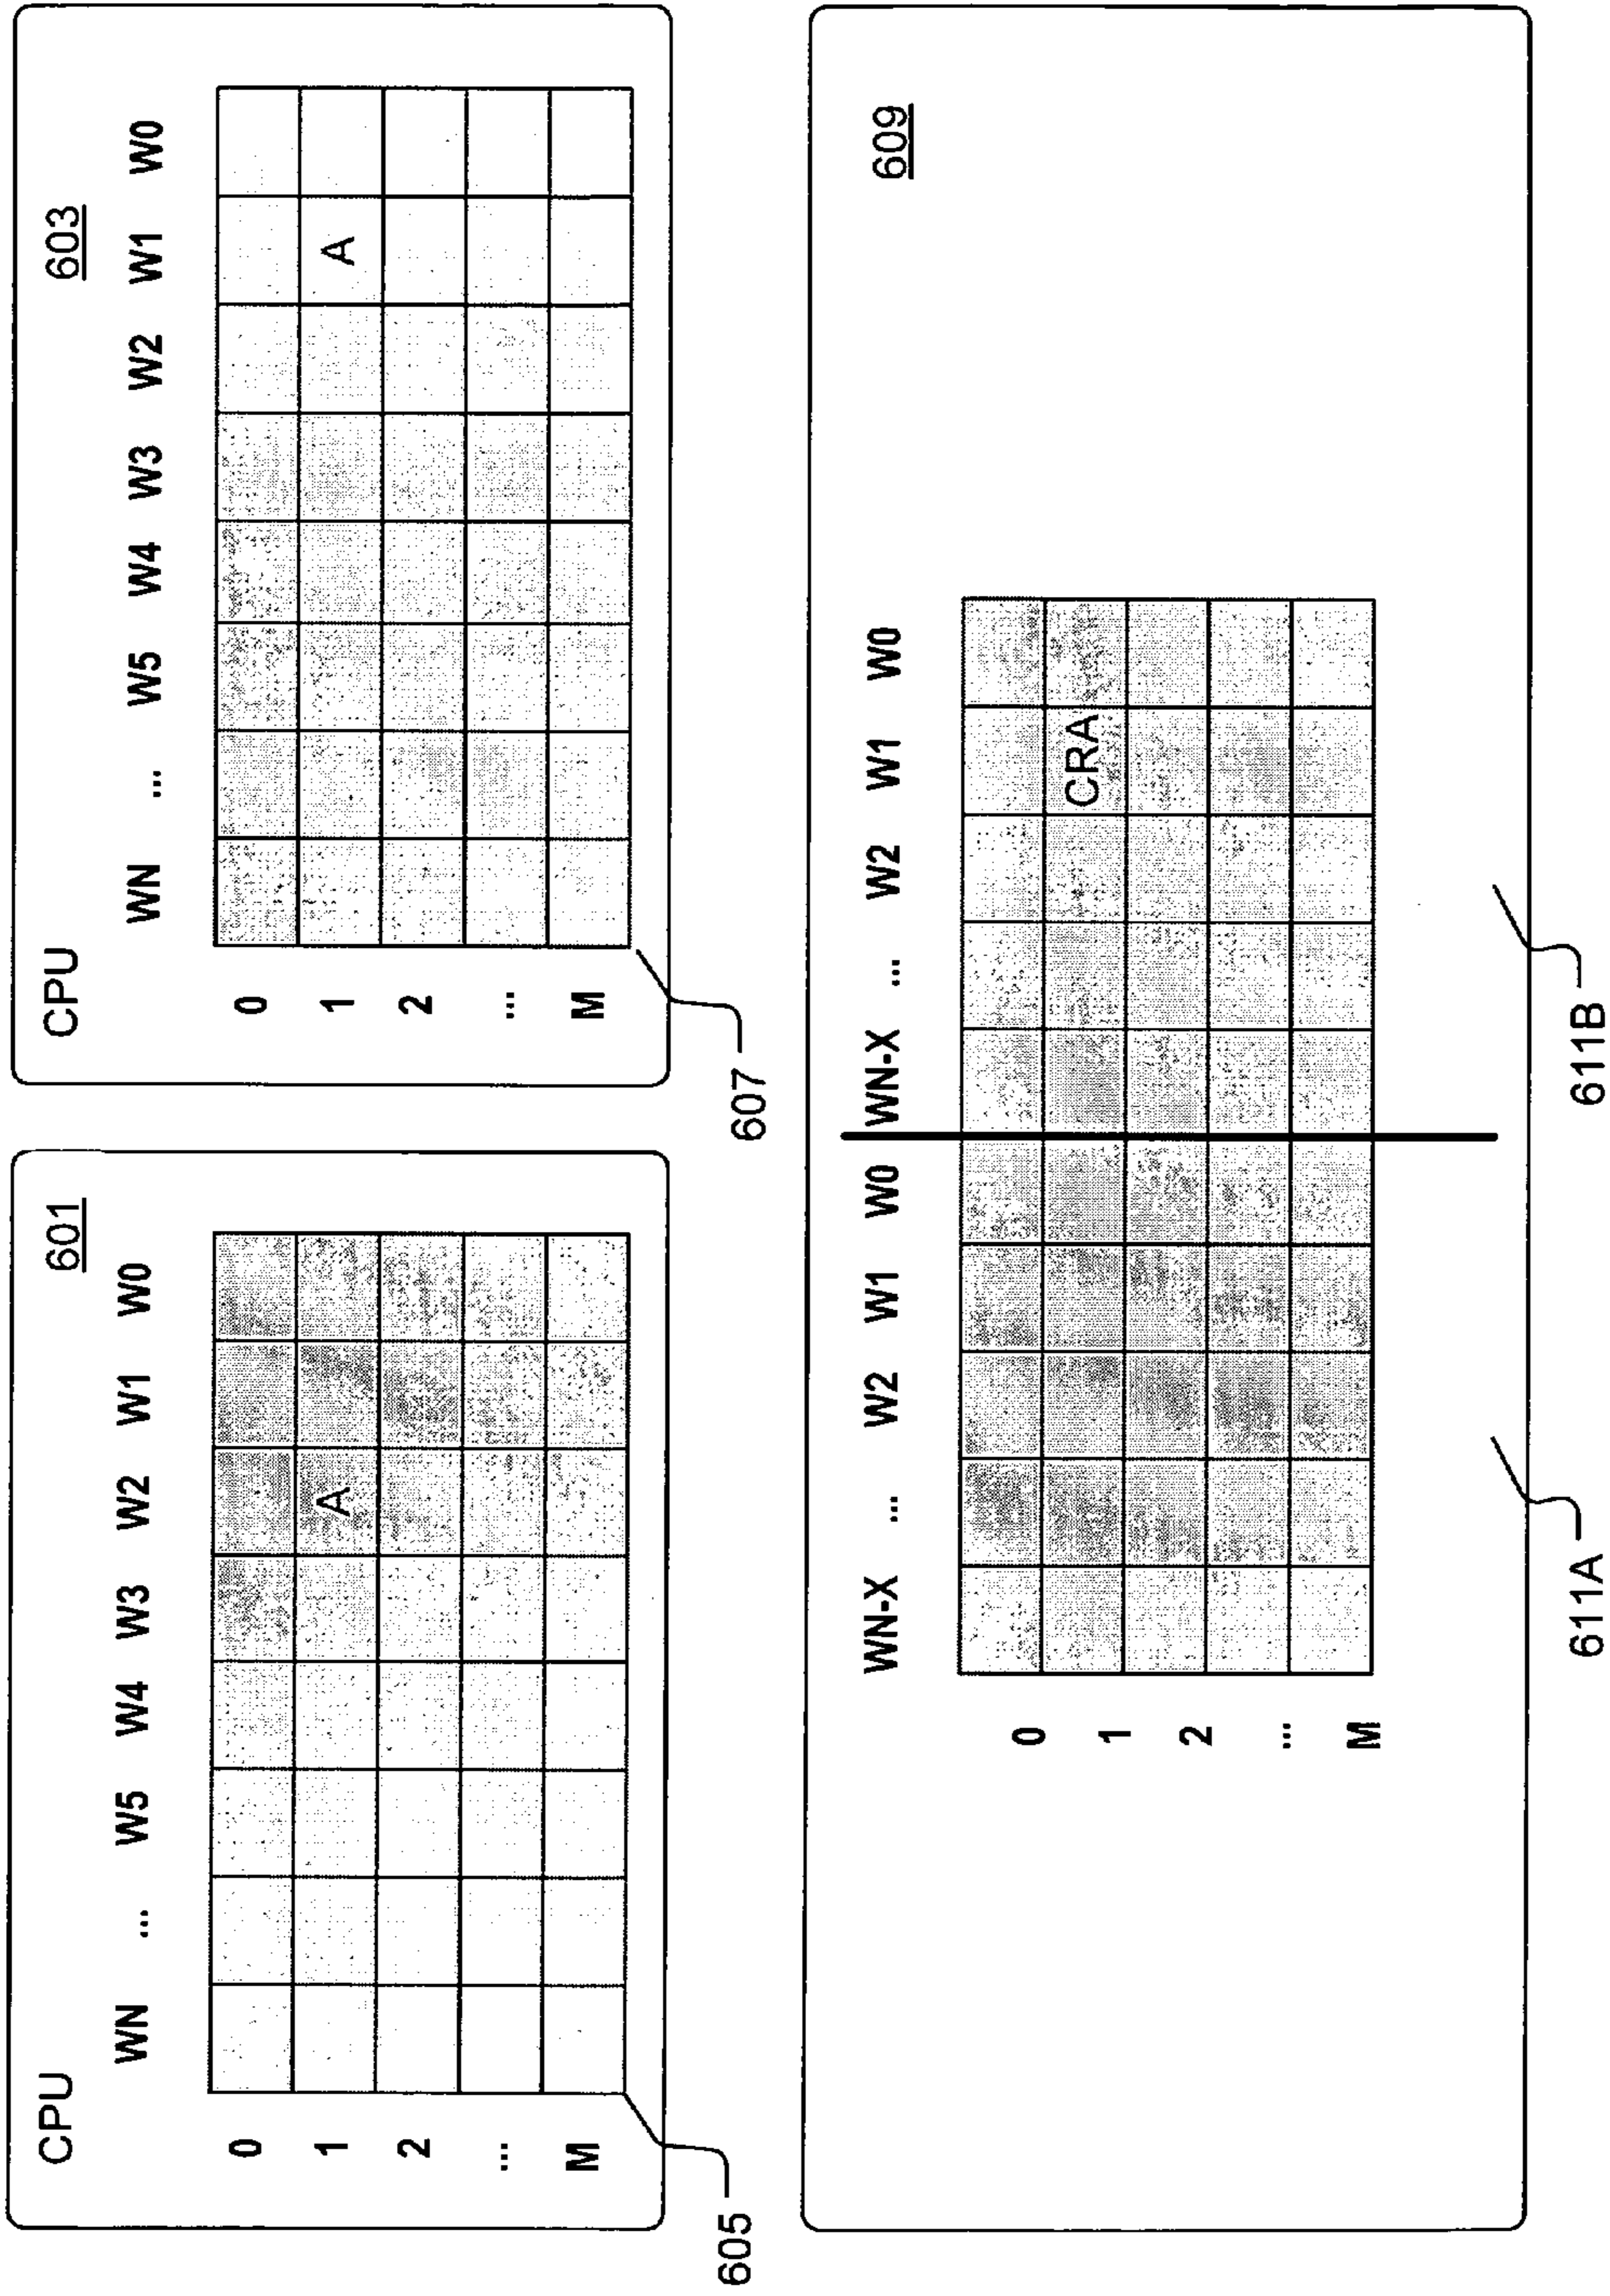 CPU 601
WN ... W5 W4 W3 W2 W1 W0
0
1 A
2
...
M
605
CPU 603
WN ... W5 W4 W3 W2 W1 W0
0
1 A
2
...
M
607
609
WN-X ... W2 W1 W0 WN-X ... W2 W1 W0
0
1 CRA
2
...
M
611A 611B